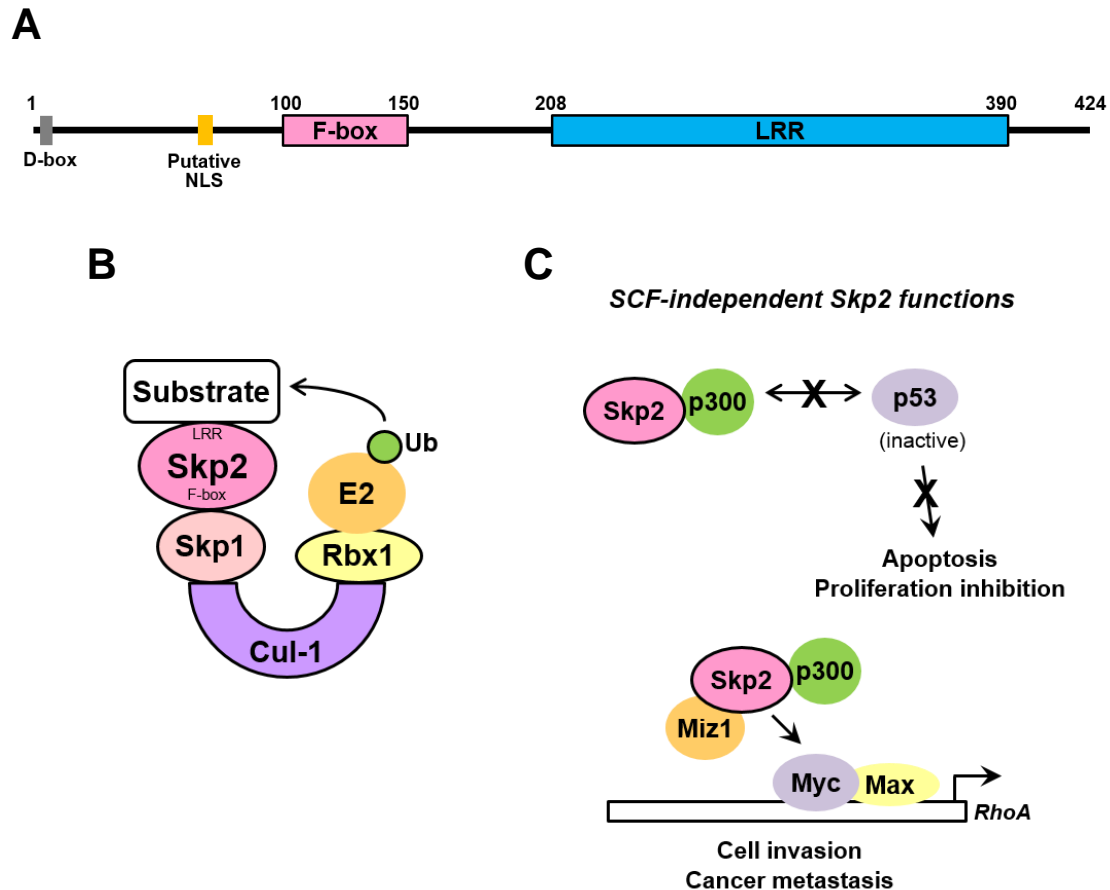 A
1
100
150
208
390
424
F-box
LRR
D-box
Putative
NLS
B
Substrate
LRR
Skp2
F-box
Skp1
Ub
E2
Rbx1
Cul-1
C
SCF-independent Skp2 functions
Skp2
p300
X
p53
(inactive)
X
Apoptosis
Proliferation inhibition
Skp2
p300
Miz1
Myc
Max
RhoA
Cell invasion
Cancer metastasis